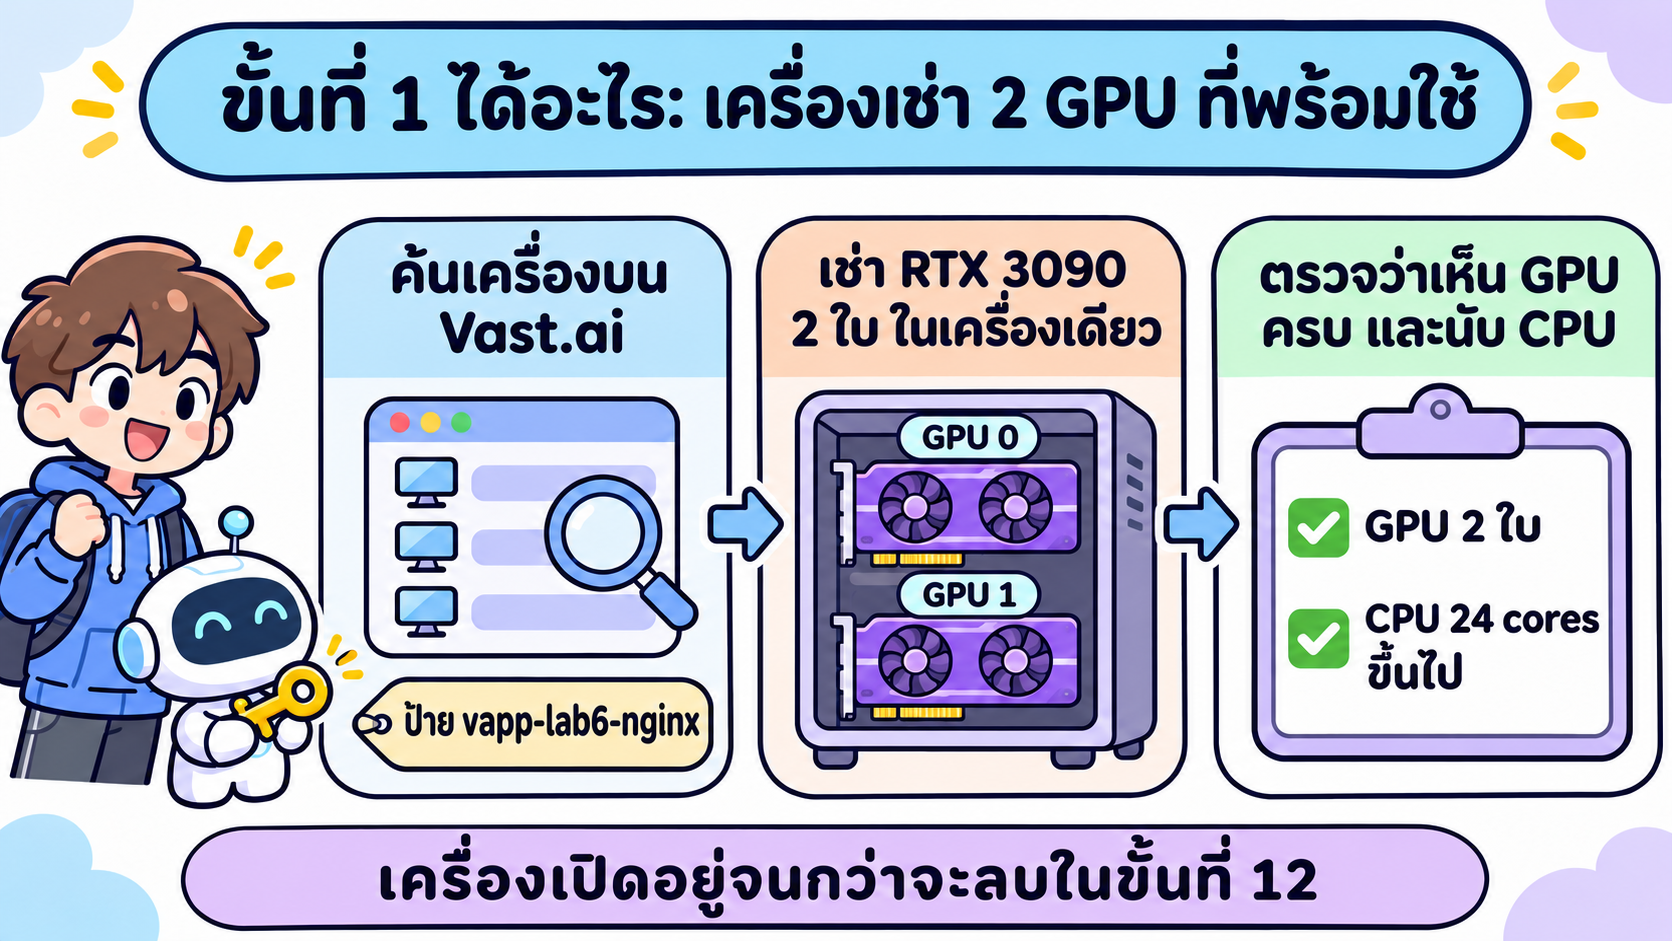 ขั้นที่ 1 ได้อะไร: เครื่องเช่า 2 GPU ที่พร้อมใช้
ค้นเครื่องบน
Vast.ai
ป้าย vapp-lab6-nginx
เช่า RTX 3090
2 ใบ ในเครื่องเดียว
GPU 0
GPU 1
ตรวจว่าเห็น GPU
ครบ และนับ CPU
GPU 2 ใบ
CPU 24 cores
ขึ้นไป
เครื่องเปิดอยู่จนกว่าจะลบในขั้นที่ 12